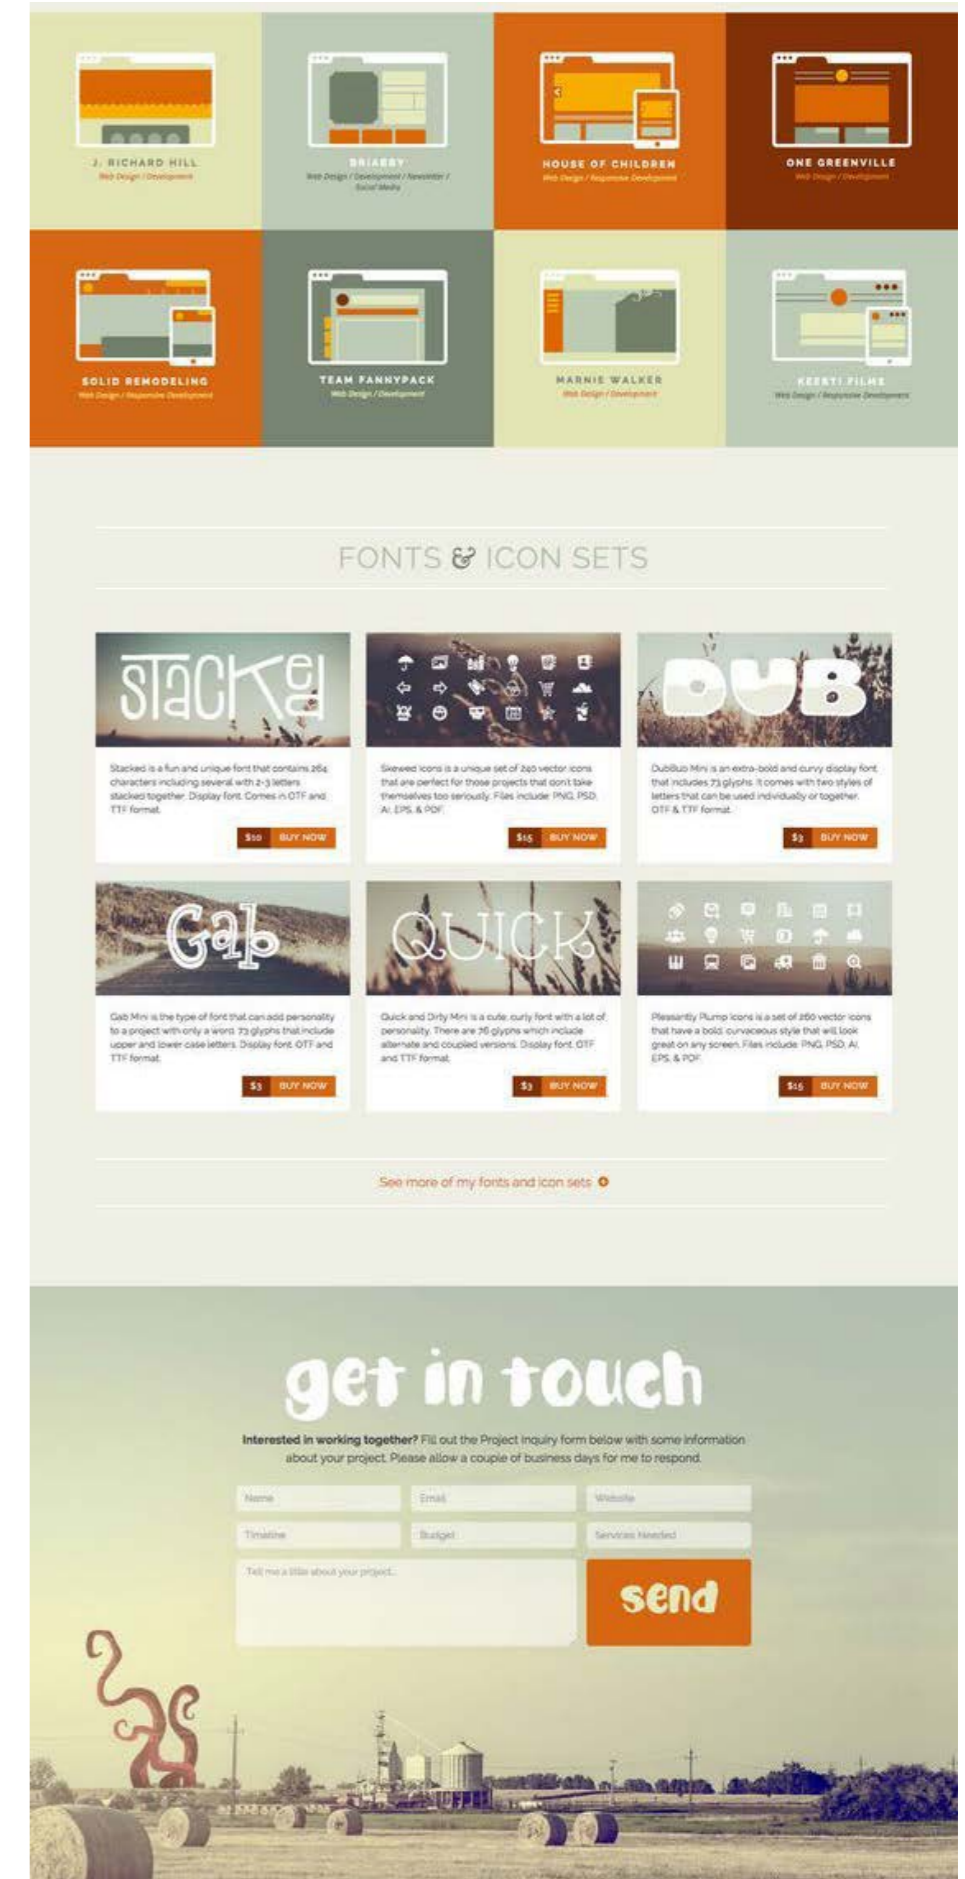 J. RICHARD HILL
Web Design / Development
BRIABBY
Web Design / Development / Newsletter /
Social Media
HOUSE OF CHILDREN
Web Design / Responsive Development
ONE GREENVILLE
Web Design / Development
SOLID REMODELING
Web Design / Responsive Development
TEAM FANNYPACK
Web Design / Development
MARNIE WALKER
Web Design / Development
KEERTI FILMS
Web Design / Responsive Development
FONTS & ICON SETS
STACKED
Stacked is a fun and unique font that contains 264
characters including several with 2-3 letters
stacked together. Display font. Comes in OTF and
TTF format.
$10 BUY NOW
Skewed Icons is a unique set of 240 vector icons
that are perfect for those projects that don't take
themselves too seriously. Files include: PNG, PSD,
AI, EPS, & PDF
$15 BUY NOW
DUB
DubBub Mini is an extra-bold and curvy display font
that includes 73 glyphs. It comes with two styles of
letters that can be used individually or together.
OTF & TTF format.
$3 BUY NOW
Gab
Gab Mini is the type of font that can add personality
to a project with only a word. 73 glyphs that include
upper and lower case letters. Display font. OTF and
TTF format.
$3 BUY NOW
QUICK
Quick and Dirty Mini is a cute, curly font with a lot of
personality. There are 76 glyphs which include
alternate and coupled versions. Display font. OTF
and TTF format.
$3 BUY NOW
Pleasantly Plump Icons is a set of 260 vector icons
that have a bold, curvaceous style that will look
great on any screen. Files include: PNG, PSD, AI,
EPS, & PDF
$15 BUY NOW
See more of my fonts and icon sets
get in touch
Interested in working together? Fill out the Project Inquiry form below with some information
about your project. Please allow a couple of business days for me to respond.
Name
Email
Website
Timeline
Budget
Services Needed
Tell me a little about your project...
send